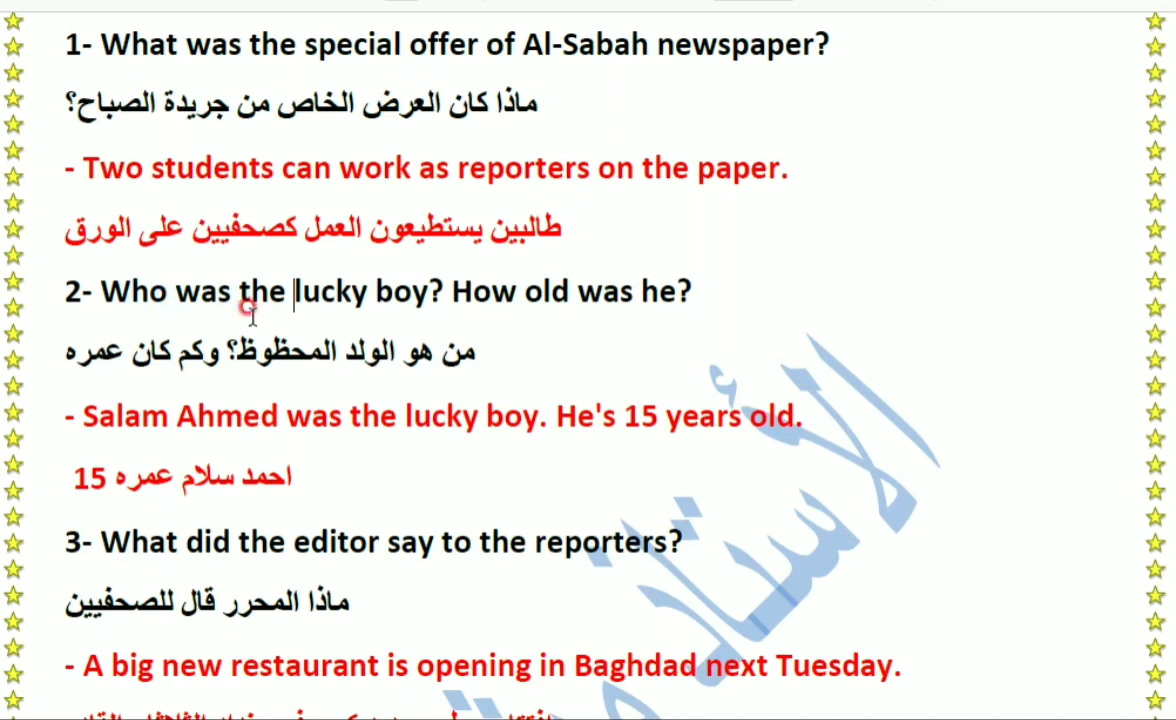 1- What was the special offer of Al-Sabah newspaper?
ماذا كان العرض الخاص من جريدة الصباح؟
- Two students can work as reporters on the paper.
طالبين يستطيعون العمل كصحفيين على الورق
2- Who was the lucky boy? How old was he?
من هو الولد المحظوظ؟ وكم كان عمره
- Salam Ahmed was the lucky boy. He's 15 years old.
احمد سلام عمره 15
3- What did the editor say to the reporters?
ماذا المحرر قال للصحفيين
- A big new restaurant is opening in Baghdad next Tuesday.
الأستاذ